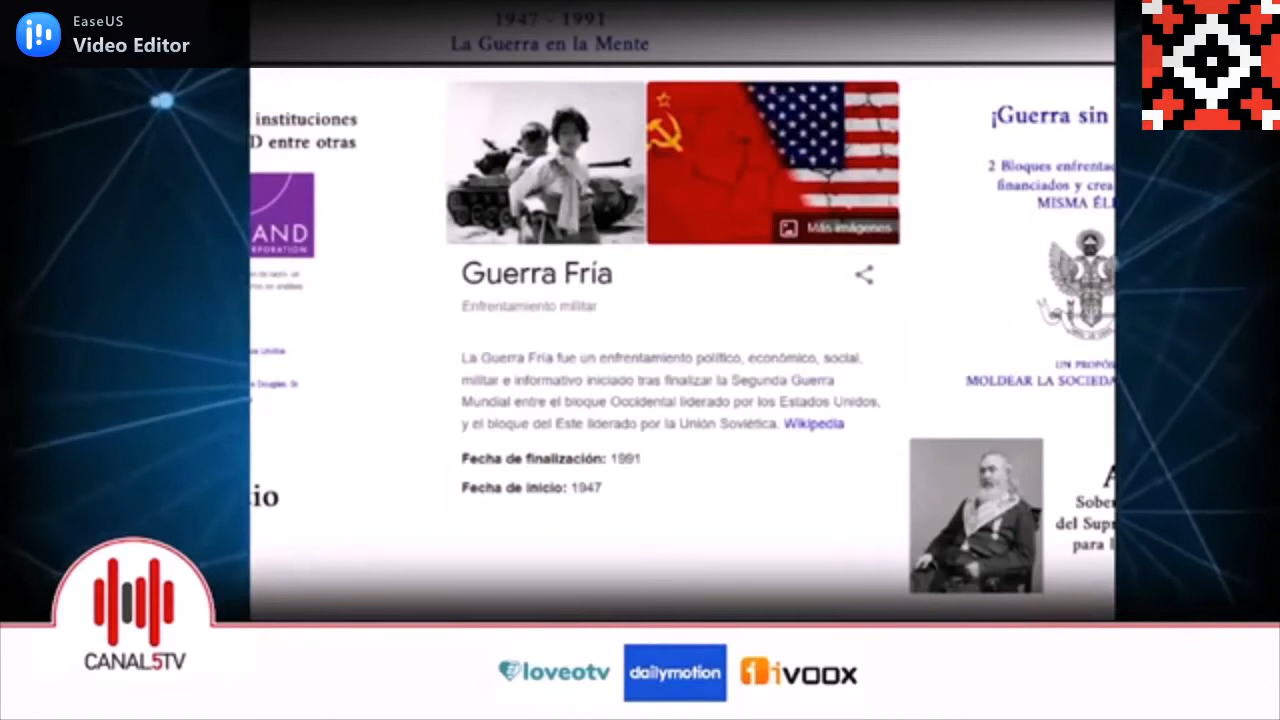 EaseUS
Video Editor
1947 - 1991
La Guerra en la Mente
instituciones
D entre otras
AND
RPORATION
Más imágenes
Guerra Fría
Enfrentamiento militar
La Guerra Fría fue un enfrentamiento político, económico, social,
militar e informativo iniciado tras finalizar la Segunda Guerra
Mundial entre el bloque Occidental liderado por los Estados Unidos,
y el bloque del Este liderado por la Unión Soviética. Wikipedia
Fecha de finalización: 1991
Fecha de inicio: 1947
¡Guerra sin
2 Bloques enfrenta
financiados y crea
MISMA ÉL
UN PROPÓS
MOLDEAR LA SOCIEDA
io
A
Sober
del Sup
para l
CANAL5TV
loveotv
dailymotion
iVOOX